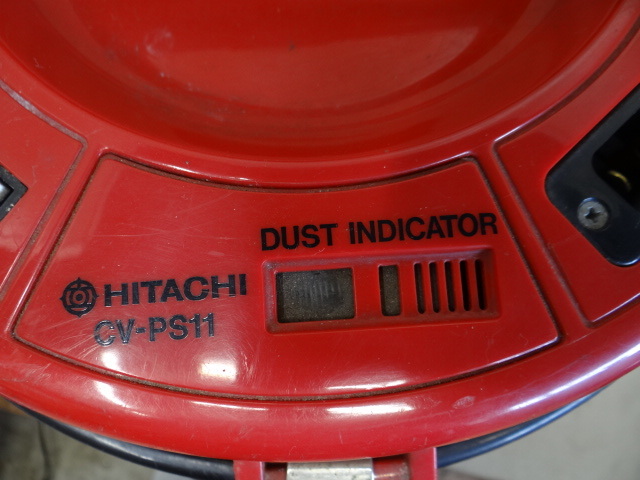 DUST INDICATOR
HITACHI
CV-PS11